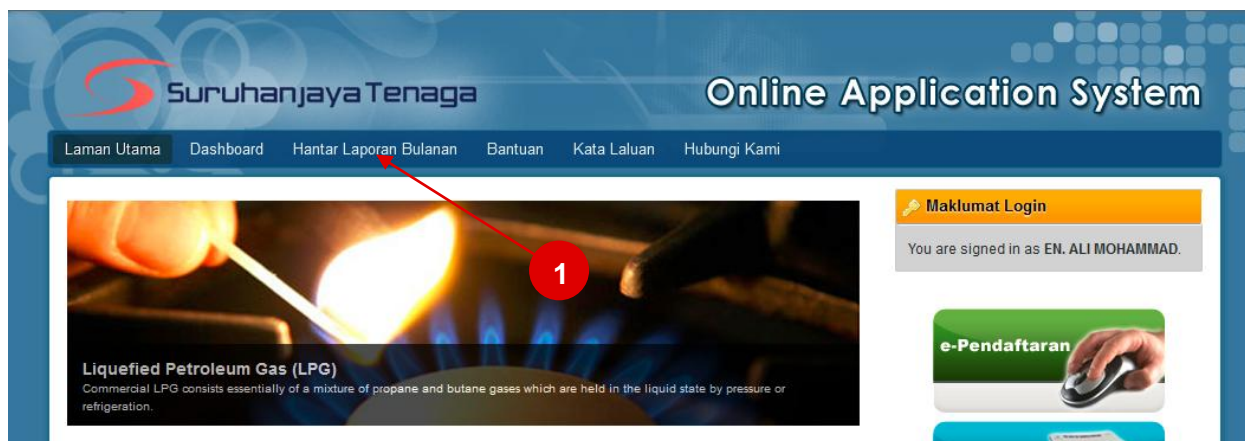 Suruhanjaya Tenaga
Online Application System
Laman Utama Dashboard Hantar Laporan Bulanan Bantuan Kata Laluan Hubungi Kami
Maklumat Login
You are signed in as EN. ALI MOHAMMAD.
1
Liquefied Petroleum Gas (LPG)
Commercial LPG consists essentially of a mixture of propane and butane gases which are held in the liquid state by pressure or
refrigeration.
e-Pendaftaran